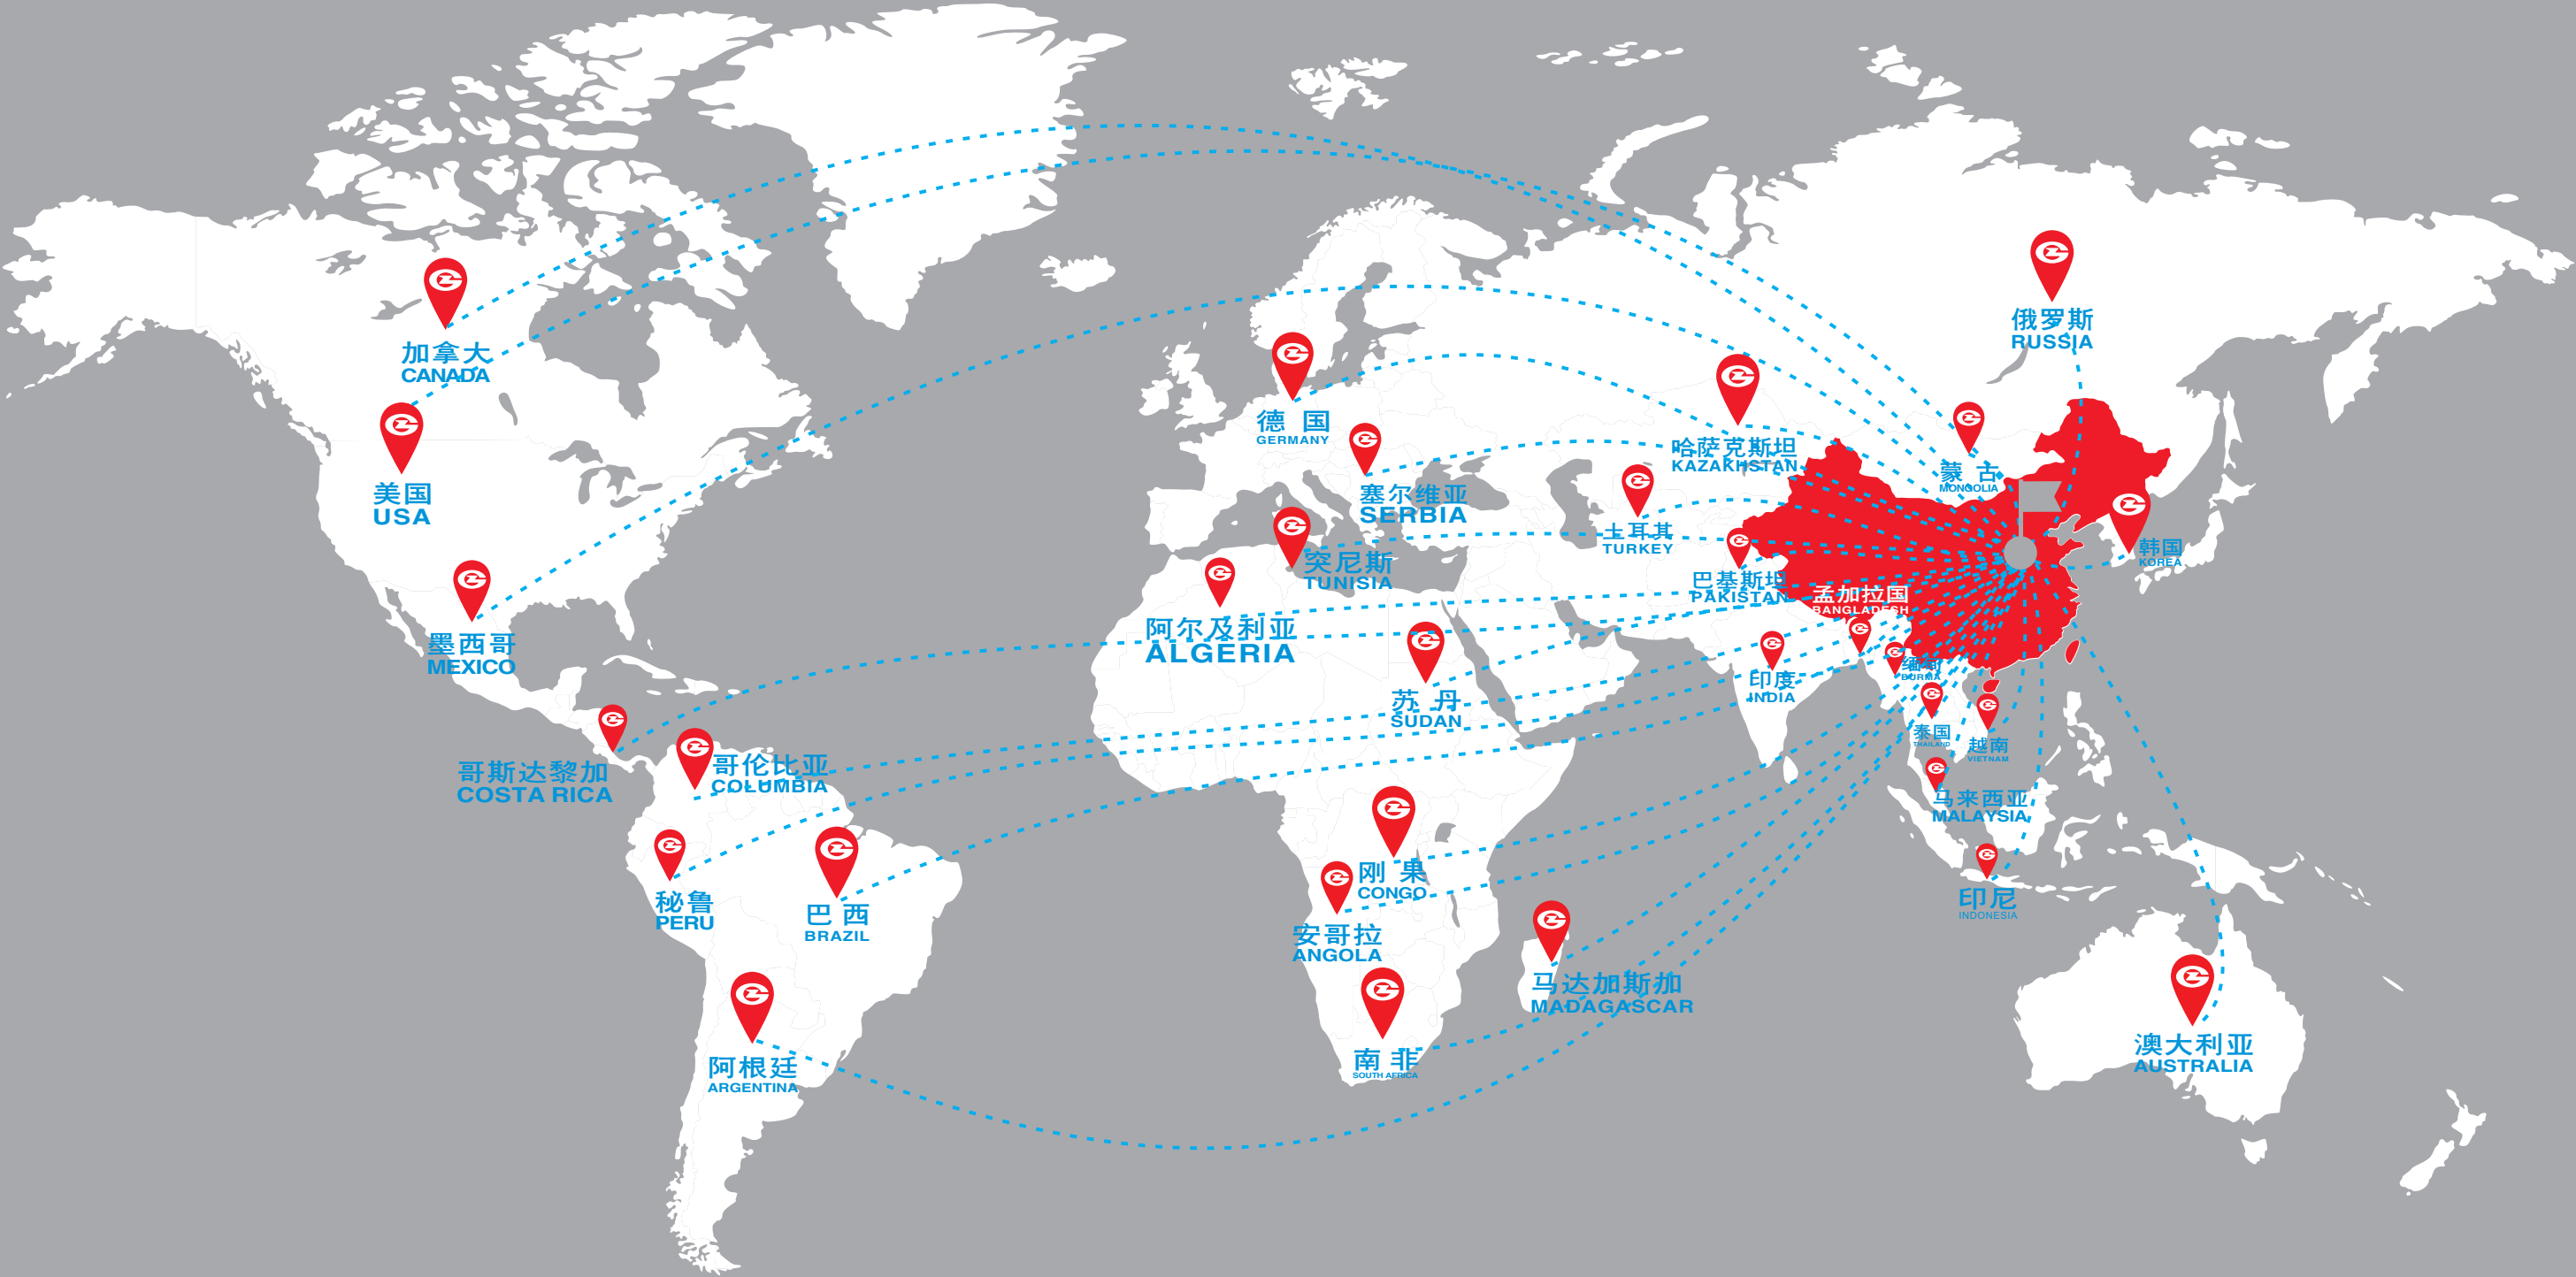 俄罗斯
RUSSIA
加拿大
CANADA
德 国
GERMANY
哈萨克斯坦
KAZAKHSTAN
蒙 古
MONGOLIA
美国
USA
塞尔维亚
SERBIA
土耳其
TURKEY
韩国
KOREA
突尼斯
TUNISIA
巴基斯坦
PAKISTAN
孟加拉国
BANGLADESH
墨西哥
MEXICO
阿尔及利亚
ALGERIA
缅甸
BURMA
苏 丹
SUDAN
印度
INDIA
泰国
THAILAND
越南
VIETNAM
哥斯达黎加
COSTA RICA
哥伦比亚
COLUMBIA
马来西亚
MALAYSIA
刚 果
CONGO
秘鲁
PERU
巴 西
BRAZIL
印尼
INDONESIA
安哥拉
ANGOLA
马达加斯加
MADAGASCAR
南 非
SOUTH AFRICA
澳大利亚
AUSTRALIA
阿根廷
ARGENTINA